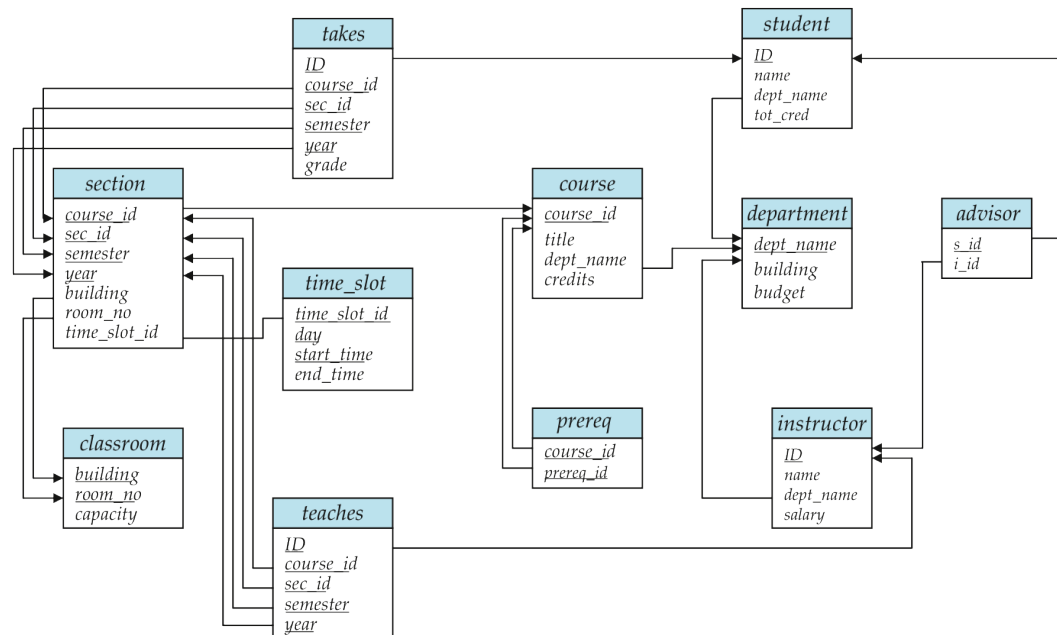 takes
ID
course_id
sec_id
semester
year
grade
student
ID
name
dept_name
tot_cred
section
course_id
sec_id
semester
year
building
room_no
time_slot_id
course
course_id
title
dept_name
credits
department
dept_name
building
budget
advisor
s_id
i_id
time_slot
time_slot_id
day
start_time
end_time
classroom
building
room_no
capacity
prereq
course_id
prereq_id
instructor
ID
name
dept_name
salary
teaches
ID
course_id
sec_id
semester
year